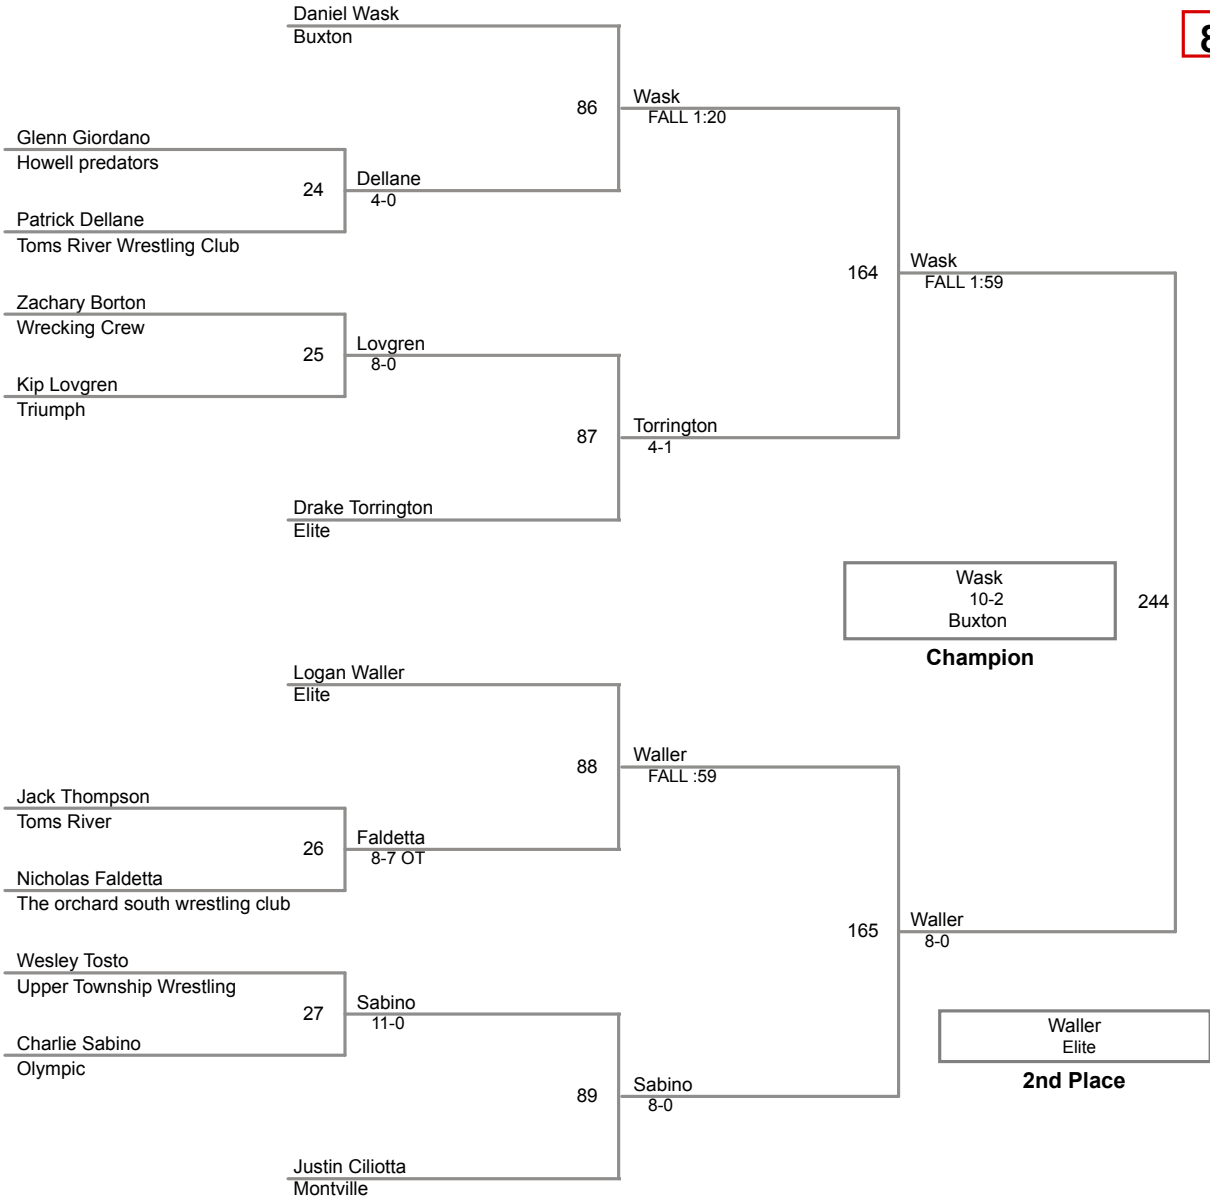 Daniel Wask
Buxton
86
Wask
FALL 1:20
Glenn Giordano
Howell predators
24
Dellane
4-0
Patrick Dellane
Toms River Wrestling Club
164
Wask
FALL 1:59
Zachary Borton
Wrecking Crew
25
Lovgren
8-0
Kip Lovgren
Triumph
87
Torrington
4-1
Drake Torrington
Elite
Wask
10-2
Buxton
Champion
244
Logan Waller
Elite
88
Waller
FALL :59
Jack Thompson
Toms River
26
Faldetta
8-7 OT
Nicholas Faldetta
The orchard south wrestling club
165
Waller
8-0
Wesley Tosto
Upper Township Wrestling
27
Sabino
11-0
Charlie Sabino
Olympic
Waller
Elite
2nd Place
89
Sabino
8-0
Justin Ciliotta
Montville